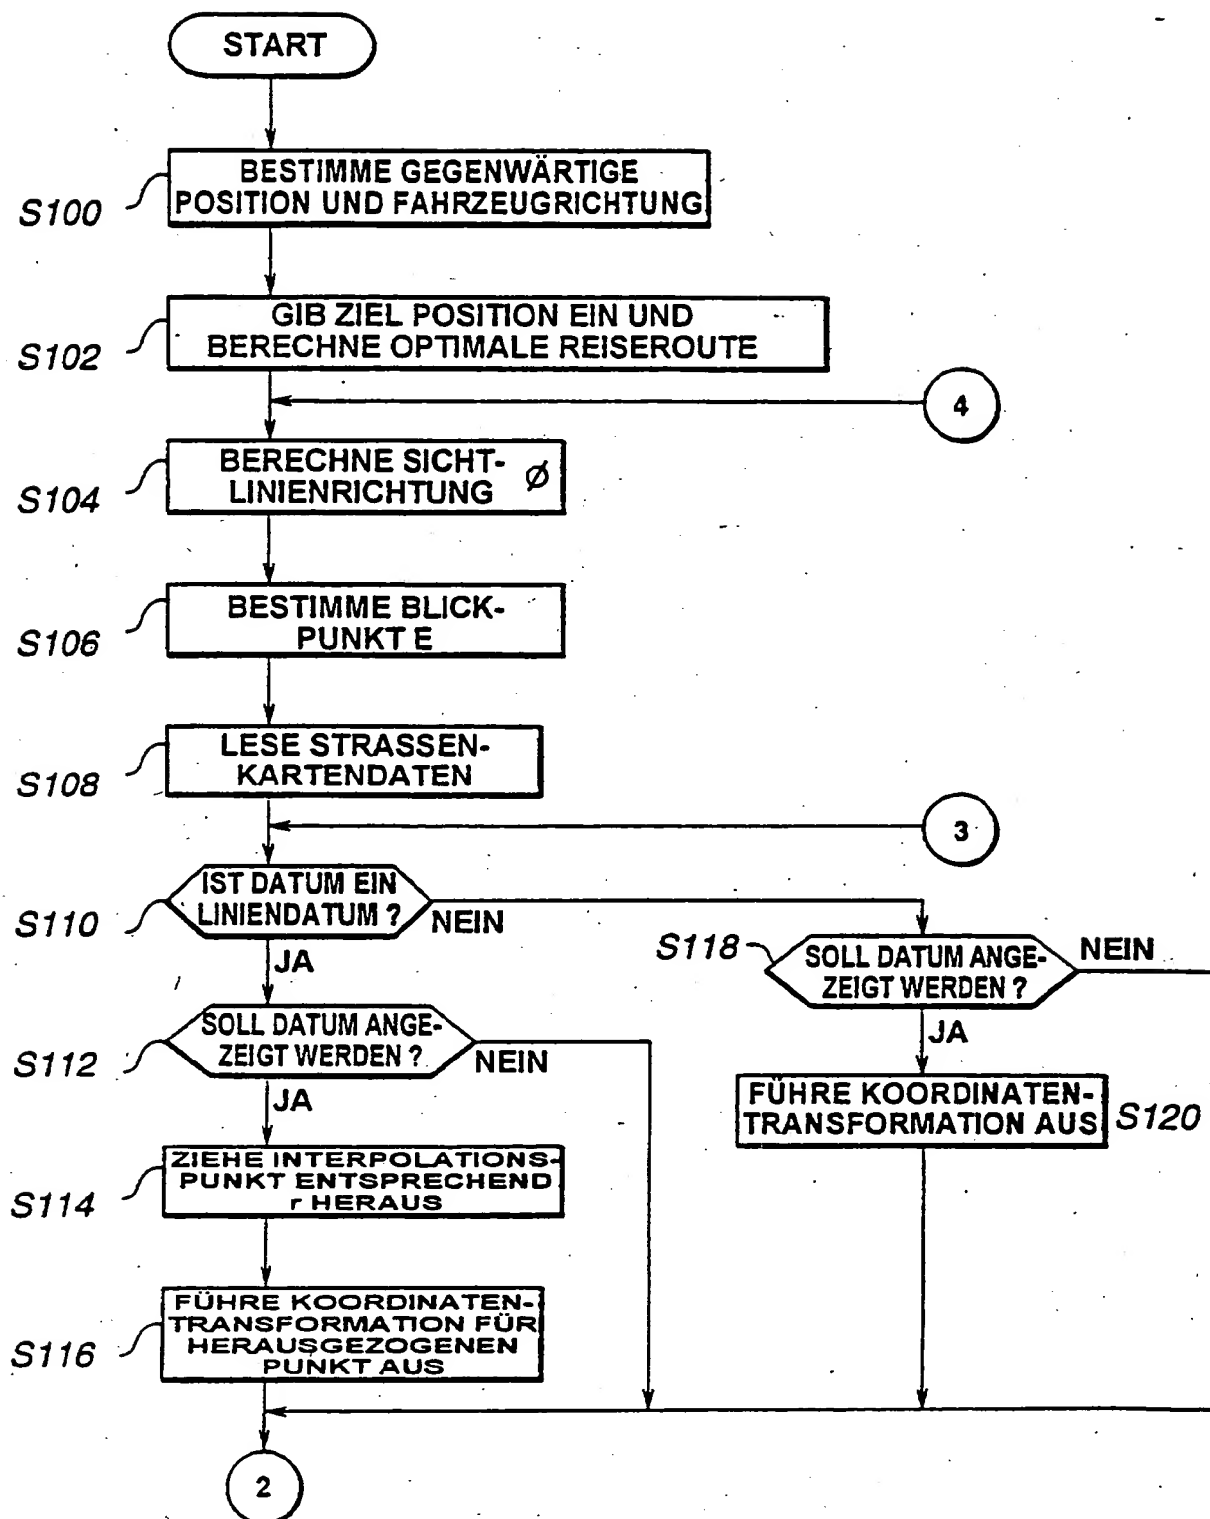 START
BESTIMME GEGENWÄRTIGE
POSITION UND FAHRZEUGRICHTUNG
S100
GIB ZIEL POSITION EIN UND
BERECHNE OPTIMALE REISEROUTE
S102
4
BERECHNE SICHT-
LINIENRICHTUNG Ø
S104
BESTIMME BLICK-
PUNKT E
S106
LESE STRASSEN-
KARTENDATEN
S108
3
IST DATUM EIN
LINIENDATUM ?
S110
NEIN
JA
S118
SOLL DATUM ANGE-
ZEIGT WERDEN ?
NEIN
JA
SOLL DATUM ANGE-
ZEIGT WERDEN ?
S112
NEIN
JA
FÜHRE KOORDINATEN-
TRANSFORMATION AUS
S120
ZIEHE INTERPOLATIONS-
PUNKT ENTSPRECHEND
r HERAUS
S114
FÜHRE KOORDINATEN-
TRANSFORMATION FÜR
HERAUSGEZOGENEN
PUNKT AUS
S116
2